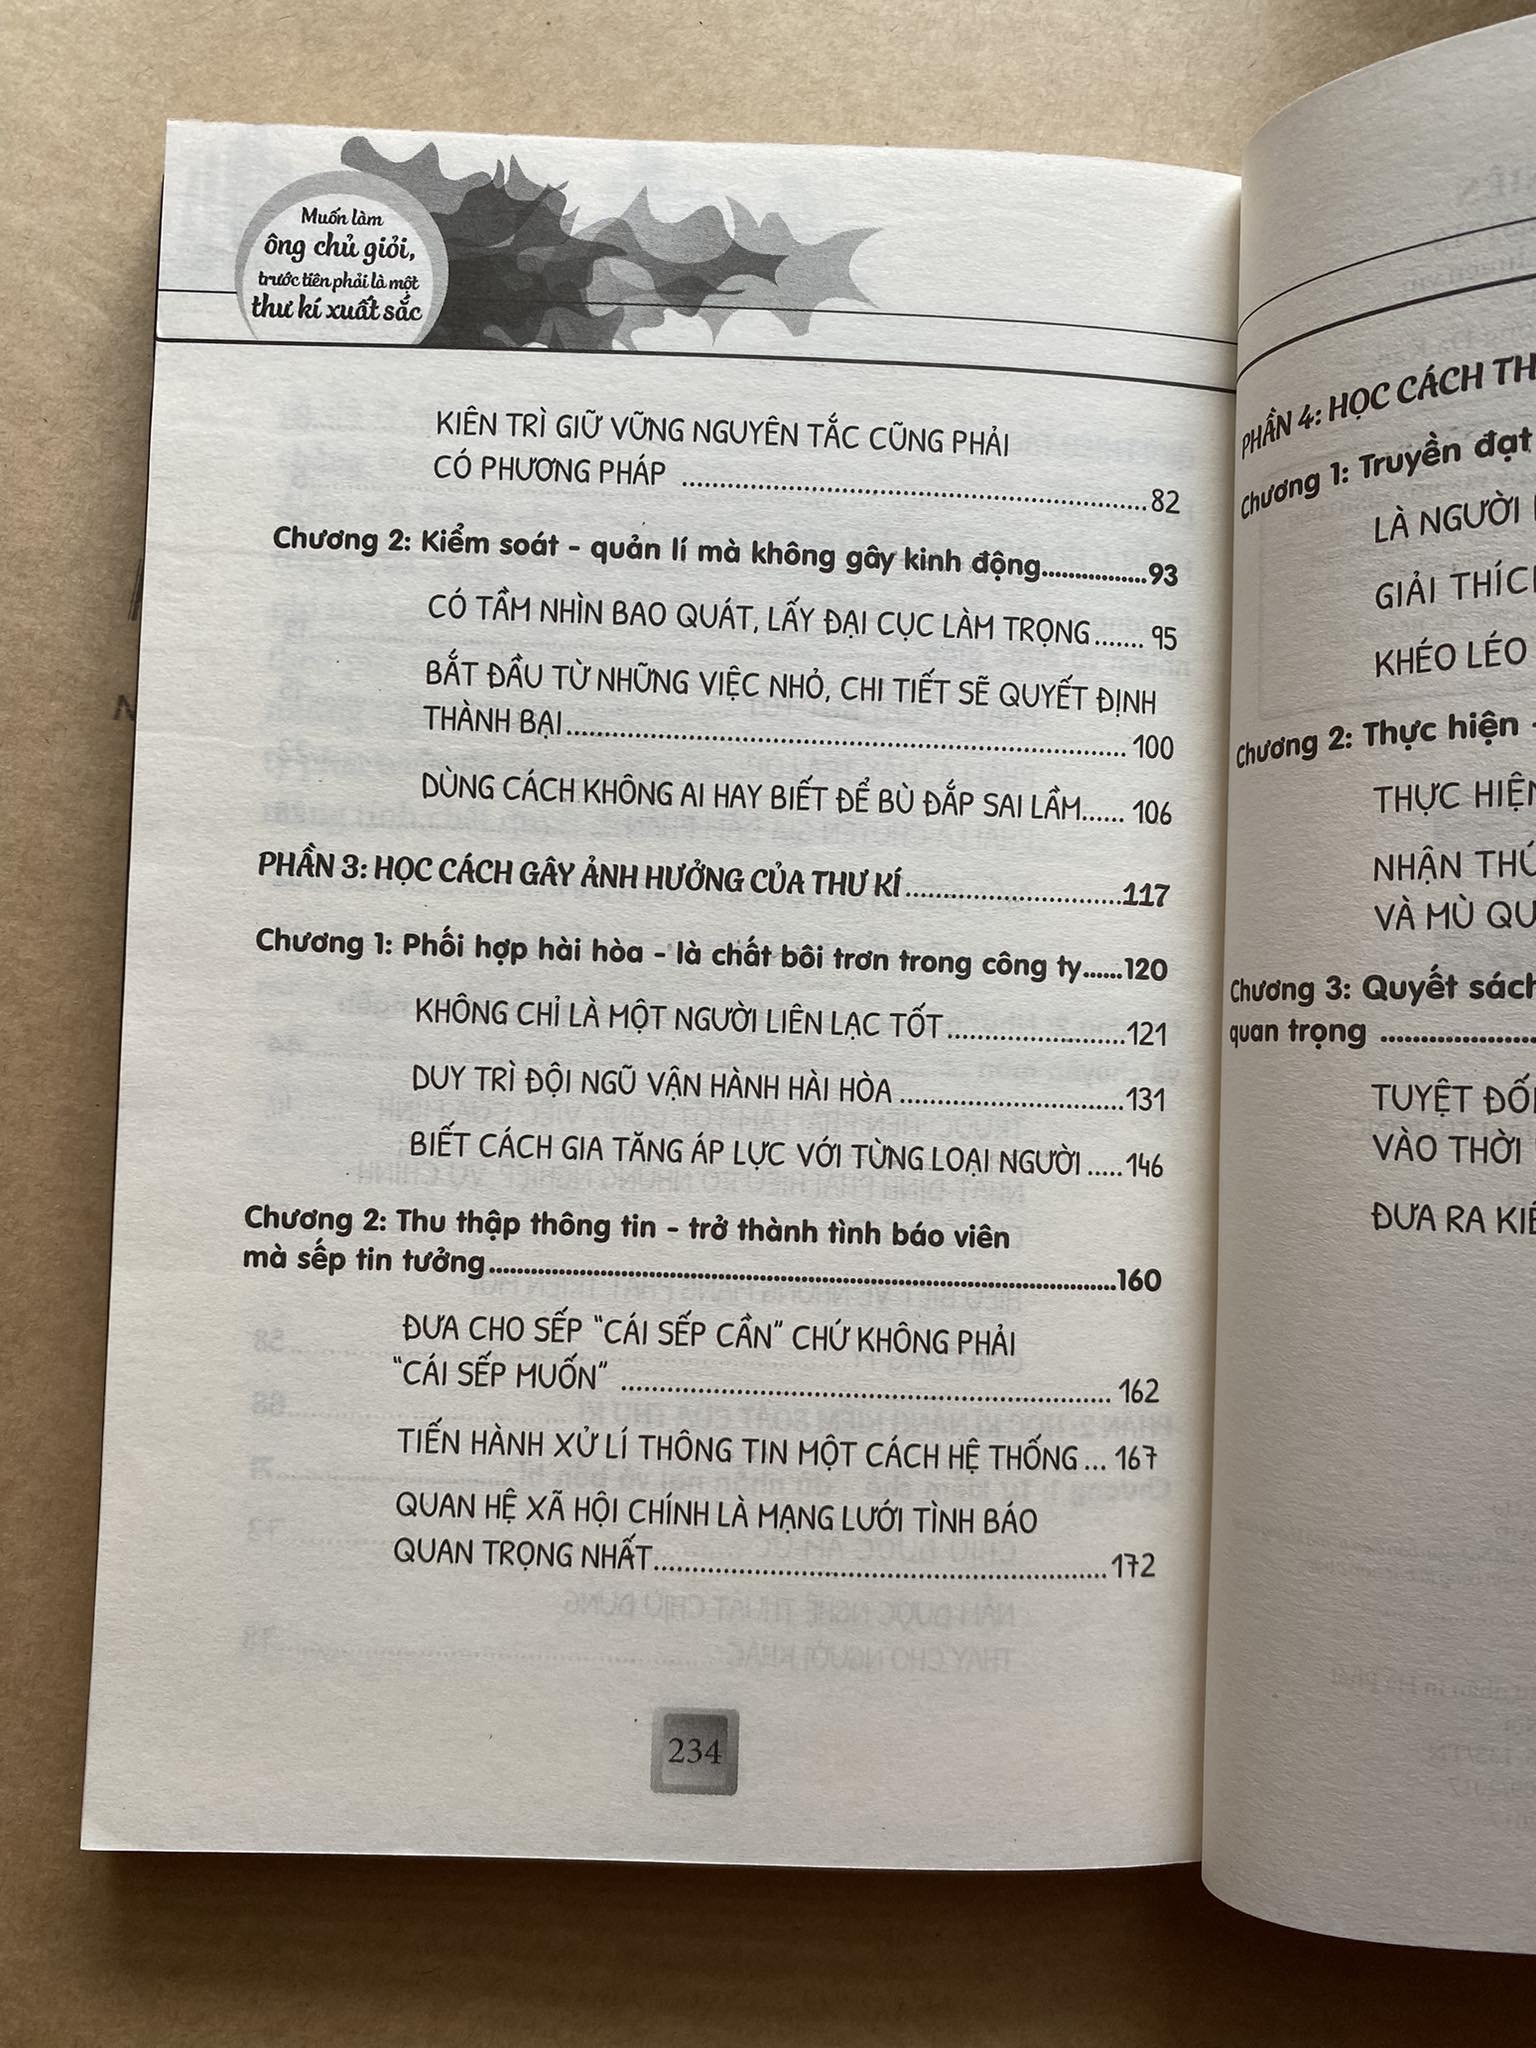 Muốn làm
ông chủ giỏi,
trước tiên phải là một
thư kí xuất sắc
KIÊN TRÌ GIỮ VỮNG NGUYÊN TẮC CŨNG PHẢI
CÓ PHƯƠNG PHÁP ........................................ 82
Chương 2: Kiểm soát - quản lí mà không gây kinh động.................93
CÓ TẦM NHÌN BAO QUÁT, LẤY ĐẠI CỤC LÀM TRỌNG....... 95
BẮT ĐẦU TỪ NHỮNG VIỆC NHỎ, CHI TIẾT SẼ QUYẾT ĐỊNH
THÀNH BẠI........................................ 100
DÙNG CÁCH KHÔNG AI HAY BIẾT ĐỂ BÙ ĐẮP SAI LẦM...... 106
PHẦN 3: HỌC CÁCH GÂY ẢNH HƯỞNG CỦA THƯ KÍ..............................117
Chương 1: Phối hợp hài hòa - là chất bôi trơn trong công ty......120
KHÔNG CHỈ LÀ MỘT NGƯỜI LIÊN LẠC TỐT.........................121
DUY TRÌ ĐỘI NGŨ VẬN HÀNH HÀI HÒA ...............................131
BIẾT CÁCH GIA TĂNG ÁP LỰC VỚI TỪNG LOẠI NGƯỜI .....146
Chương 2: Thu thập thông tin - trở thành tình báo viên
mà sếp tin tưởng........................................160
ĐƯA CHO SẾP “CÁI SẾP CẦN” CHỨ KHÔNG PHẢI
“CÁI SẾP MUỐN” ........................................ 162
TIẾN HÀNH XỬ LÍ THÔNG TIN MỘT CÁCH HỆ THỐNG ... 167
QUAN HỆ XÃ HỘI CHÍNH LÀ MẠNG LƯỚI TÌNH BÁO
QUAN TRỌNG NHẤT........................................172
234
PHẦN 4: HỌC CÁCH
Chương 1: Truyền đạt
LÀ NGƯỜI
GIẢI
KHÉO LÉO
Chương 2: Thực hiện -
THỰC
NHẬN
VÀ MÙ
Chương 3: Quyết sách
quan trọng ....................
TUYỆT ĐỐI
VÀO THỜI
ĐƯA RA